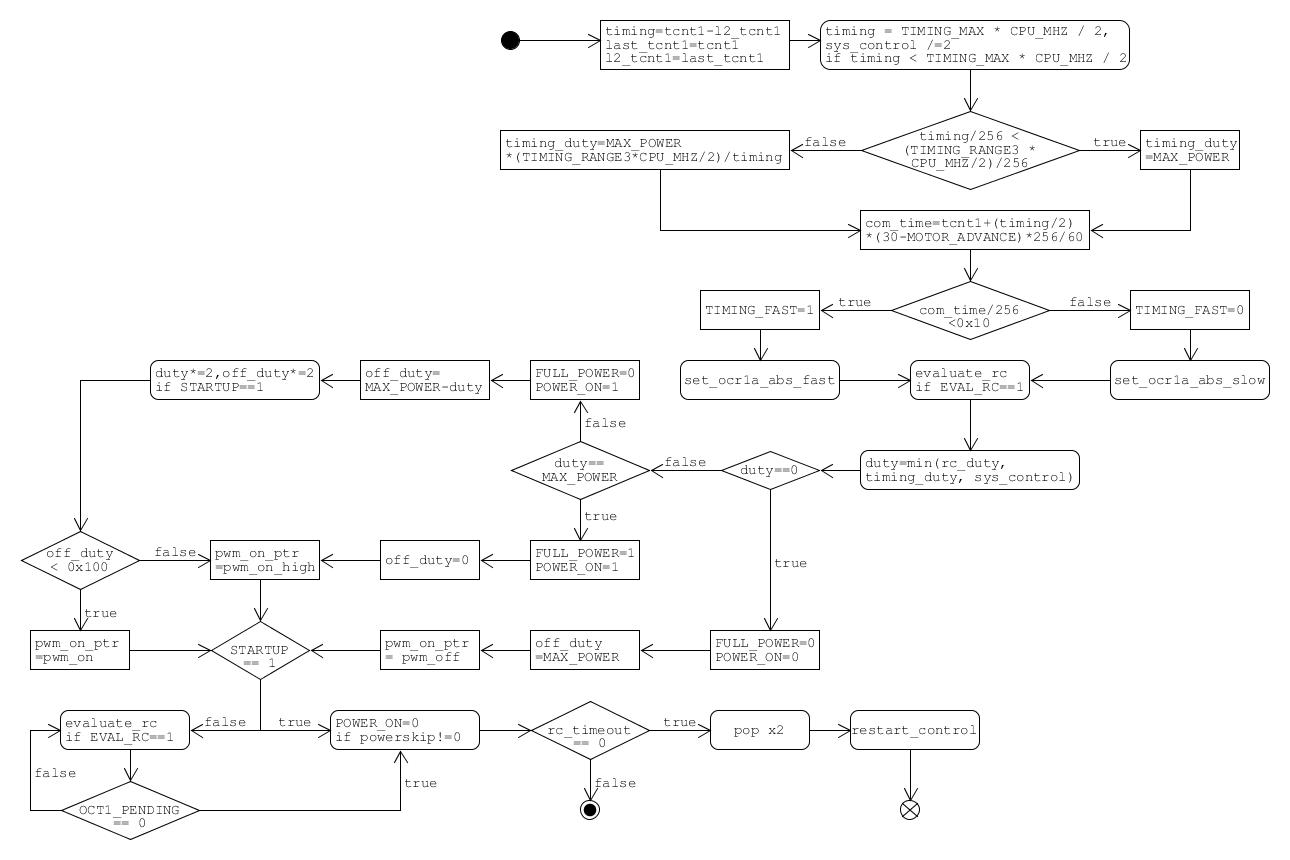 timing=tcnt1-l2_tcnt1
last_tcnt1=tcnt1
l2_tcnt1=last_tcnt1
timing = TIMING_MAX * CPU_MHZ / 2,
sys_control /=2
if timing < TIMING_MAX * CPU_MHZ / 2
timing_duty=MAX_POWER
*(TIMING_RANGE3*CPU_MHZ/2)/timing
false
timing/256 <
(TIMING_RANGE3 *
CPU_MHZ/2)/256
true
timing_duty
=MAX_POWER
com_time=tcnt1+(timing/2)
*(30-MOTOR_ADVANCE)*256/60
TIMING_FAST=1
true
com_time/256
<0x10
false
TIMING_FAST=0
duty*=2,off_duty*=2
if STARTUP==1
off_duty=
MAX_POWER-duty
FULL_POWER=0
POWER_ON=1
set_ocr1a_abs_fast
evaluate_rc
if EVAL_RC==1
set_ocr1a_abs_slow
false
duty==
MAX_POWER
false
duty==0
duty=min(rc_duty,
timing_duty, sys_control)
true
off_duty
< 0x100
false
pwm_on_ptr
=pwm_on_high
off_duty=0
FULL_POWER=1
POWER_ON=1
true
true
pwm_on_ptr
=pwm_on
STARTUP
== 1
pwm_on_ptr
= pwm_off
off_duty
=MAX_POWER
FULL_POWER=0
POWER_ON=0
evaluate_rc
if EVAL_RC==1
false
true
POWER_ON=0
if powerskip!=0
rc_timeout
== 0
true
pop x2
restart_control
false
true
false
OCT1_PENDING
== 0